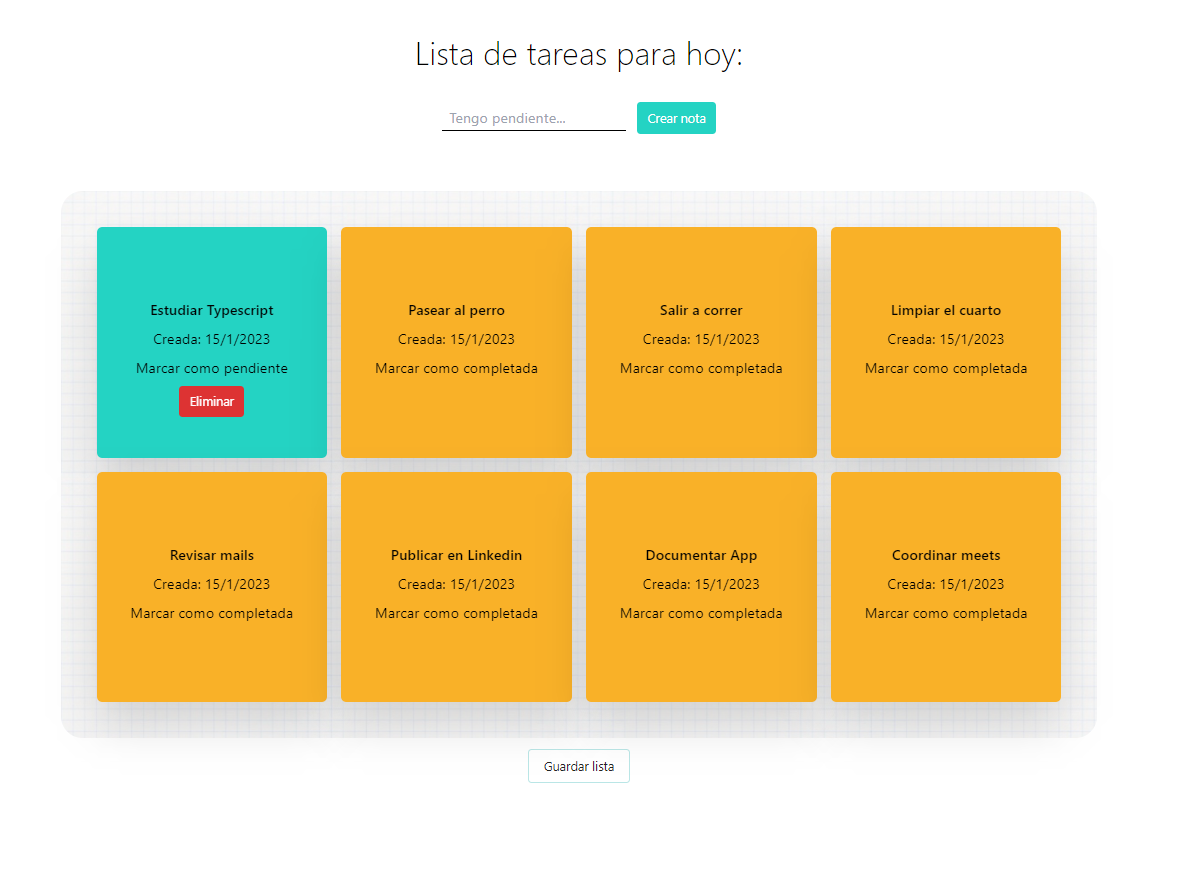 Lista de tareas para hoy:
Tengo pendiente...
Crear nota
Estudiar Typescript
Creada: 15/1/2023
Marcar como pendiente
Eliminar
Pasear al perro
Creada: 15/1/2023
Marcar como completada
Salir a correr
Creada: 15/1/2023
Marcar como completada
Limpiar el cuarto
Creada: 15/1/2023
Marcar como completada
Revisar mails
Creada: 15/1/2023
Marcar como completada
Publicar en Linkedin
Creada: 15/1/2023
Marcar como completada
Documentar App
Creada: 15/1/2023
Marcar como completada
Coordinar meets
Creada: 15/1/2023
Marcar como completada
Guardar lista